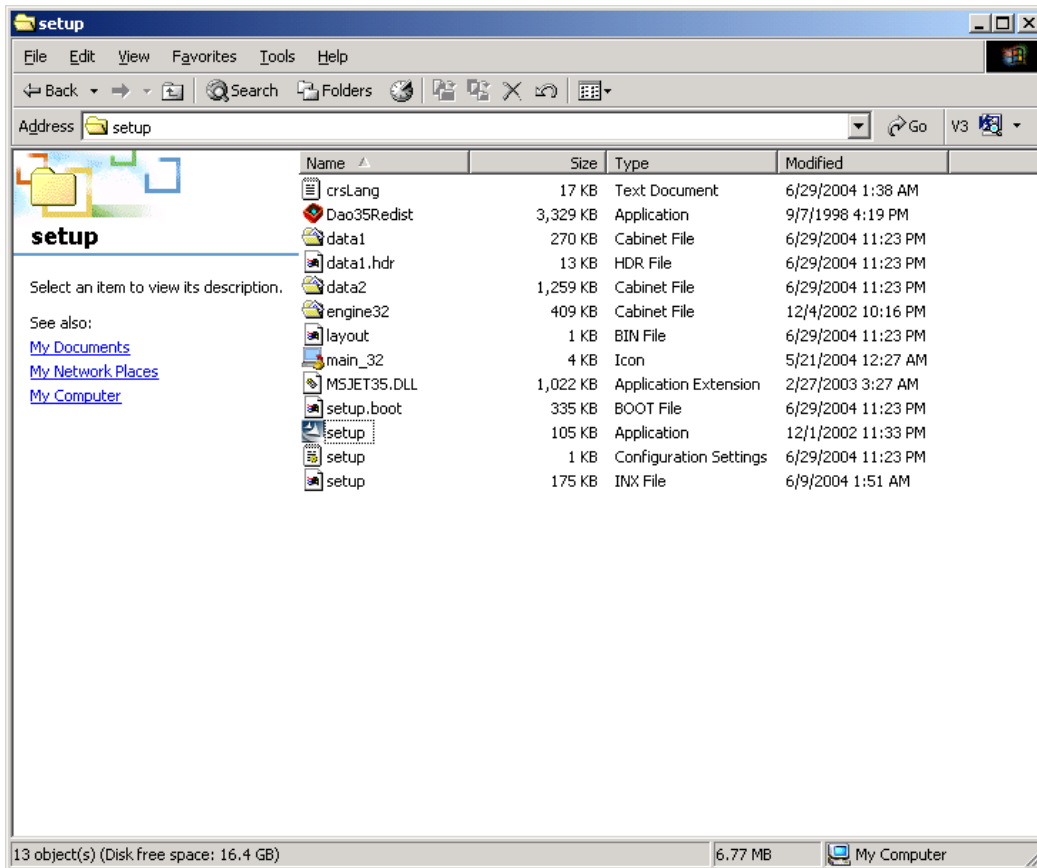 setup
File Edit View Favorites Tools Help
Back Search Folders
Address setup Go V3
setup
Select an item to view its description.
See also:
My Documents
My Network Places
My Computer
Name Size Type Modified
crsLang 17 KB Text Document 6/29/2004 1:38 AM
Dao35Redist 3,329 KB Application 9/7/1998 4:19 PM
data1 270 KB Cabinet File 6/29/2004 11:23 PM
data1.hdr 13 KB HDR File 6/29/2004 11:23 PM
data2 1,259 KB Cabinet File 6/29/2004 11:23 PM
engine32 409 KB Cabinet File 12/4/2002 10:16 PM
layout 1 KB BIN File 6/29/2004 11:23 PM
main_32 4 KB Icon 5/21/2004 12:27 AM
MSJET35.DLL 1,022 KB Application Extension 2/27/2003 3:27 AM
setup.boot 335 KB BOOT File 6/29/2004 11:23 PM
setup 105 KB Application 12/1/2002 11:33 PM
setup 1 KB Configuration Settings 6/29/2004 11:23 PM
setup 175 KB INX File 6/9/2004 1:51 AM
13 object(s) (Disk free space: 16.4 GB) 6.77 MB My Computer